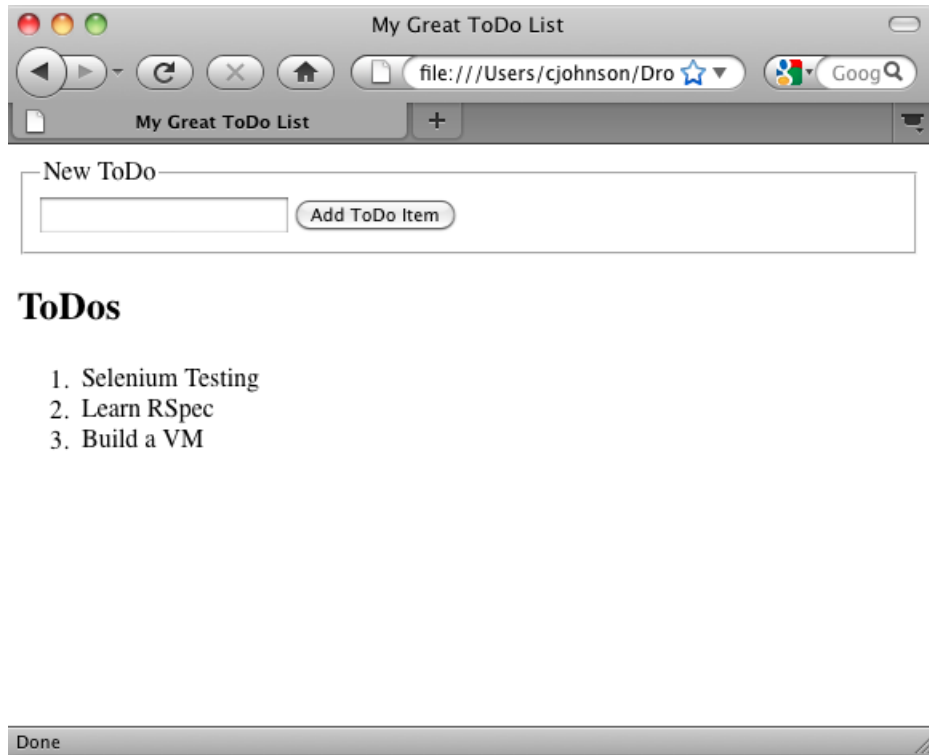 My Great ToDo List
file:///Users/cjohnson/Dro
Goog
My Great ToDo List
+
New ToDo
Add ToDo Item
ToDos
1. Selenium Testing
2. Learn RSpec
3. Build a VM
Done